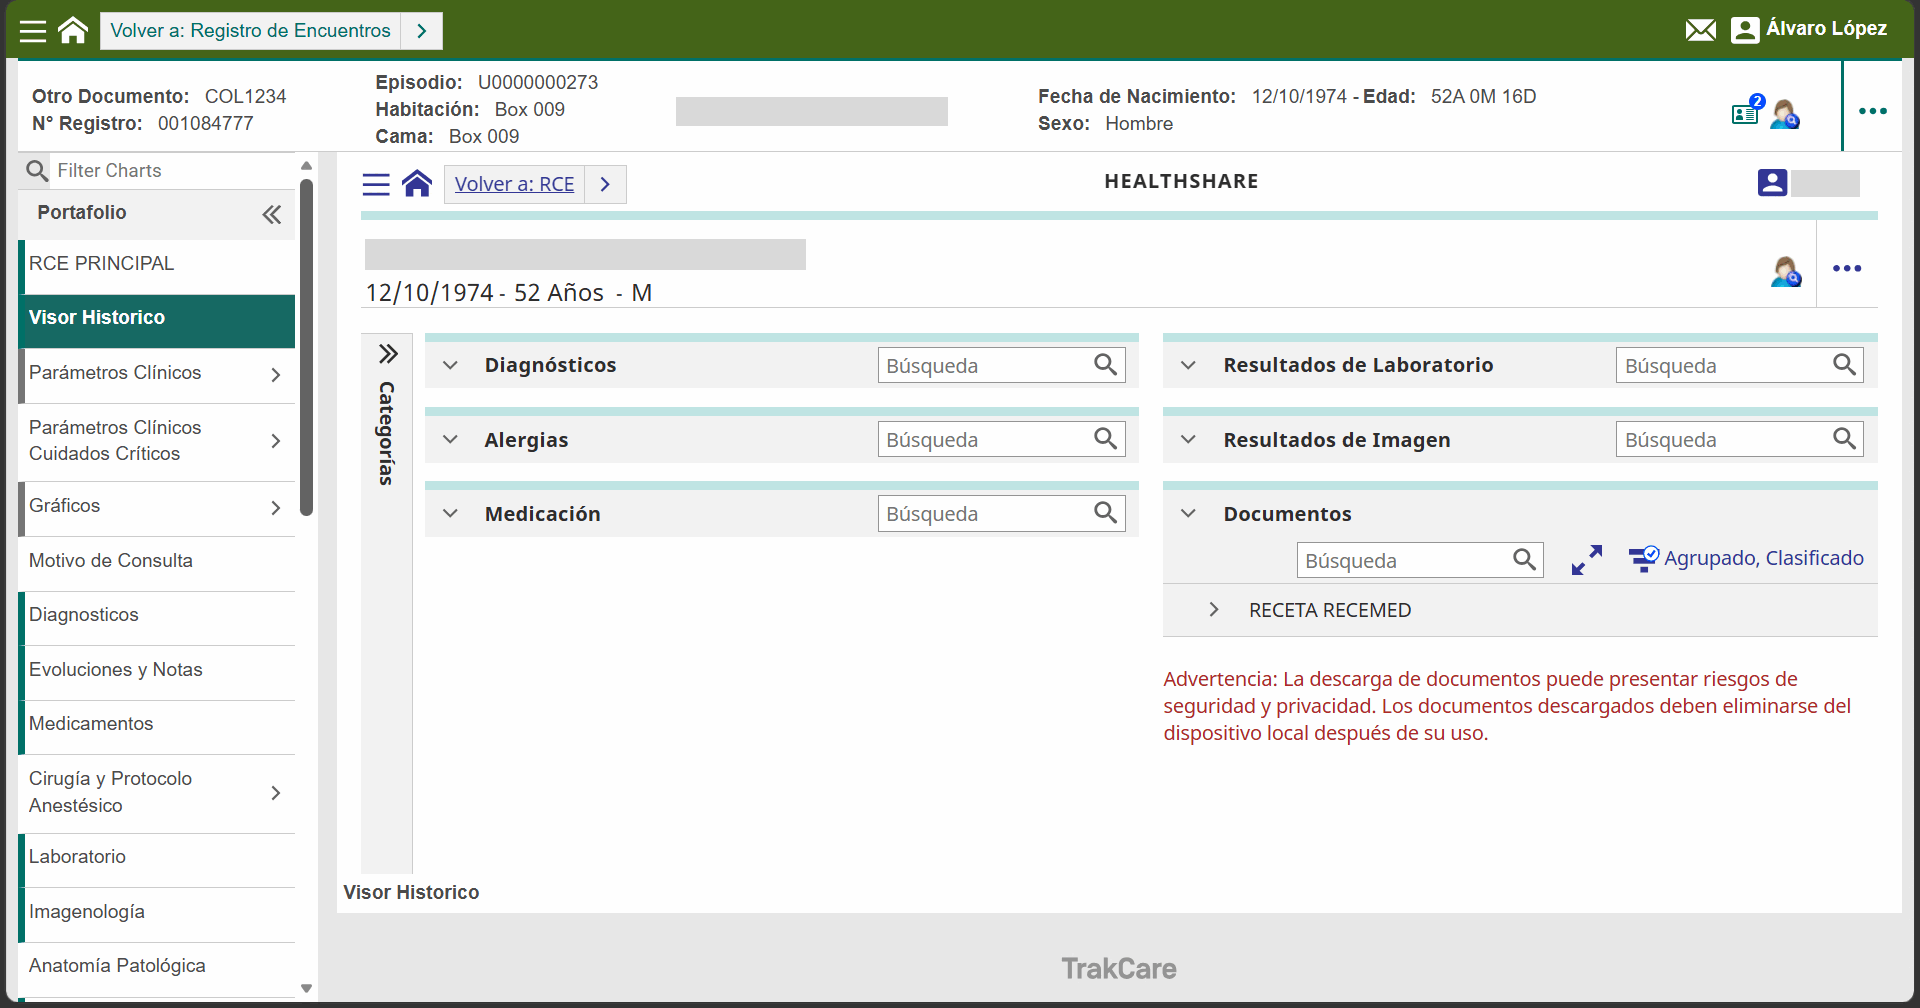 Volver a: Registro de Encuentros
Álvaro López
Otro Documento: COL1234
N° Registro: 001084777
Episodio: U0000000273
Habitación: Box 009
Cama: Box 009
Fecha de Nacimiento: 12/10/1974 - Edad: 52A 0M 16D
Sexo: Hombre
2
Filter Charts
Portafolio
RCE PRINCIPAL
Visor Historico
Parámetros Clínicos
Parámetros Clínicos
Cuidados Críticos
Gráficos
Motivo de Consulta
Diagnosticos
Evoluciones y Notas
Medicamentos
Cirugía y Protocolo
Anestésico
Laboratorio
Imagenología
Anatomía Patológica
Volver a: RCE
HEALTHSHARE
12/10/1974 - 52 Años - M
Categorías
Diagnósticos
Búsqueda
Alergias
Búsqueda
Medicación
Búsqueda
Resultados de Laboratorio
Búsqueda
Resultados de Imagen
Búsqueda
Documentos
Búsqueda
Agrupado, Clasificado
RECETA RECEMED
Advertencia: La descarga de documentos puede presentar riesgos de
seguridad y privacidad. Los documentos descargados deben eliminarse del
dispositivo local después de su uso.
Visor Historico
TrakCare